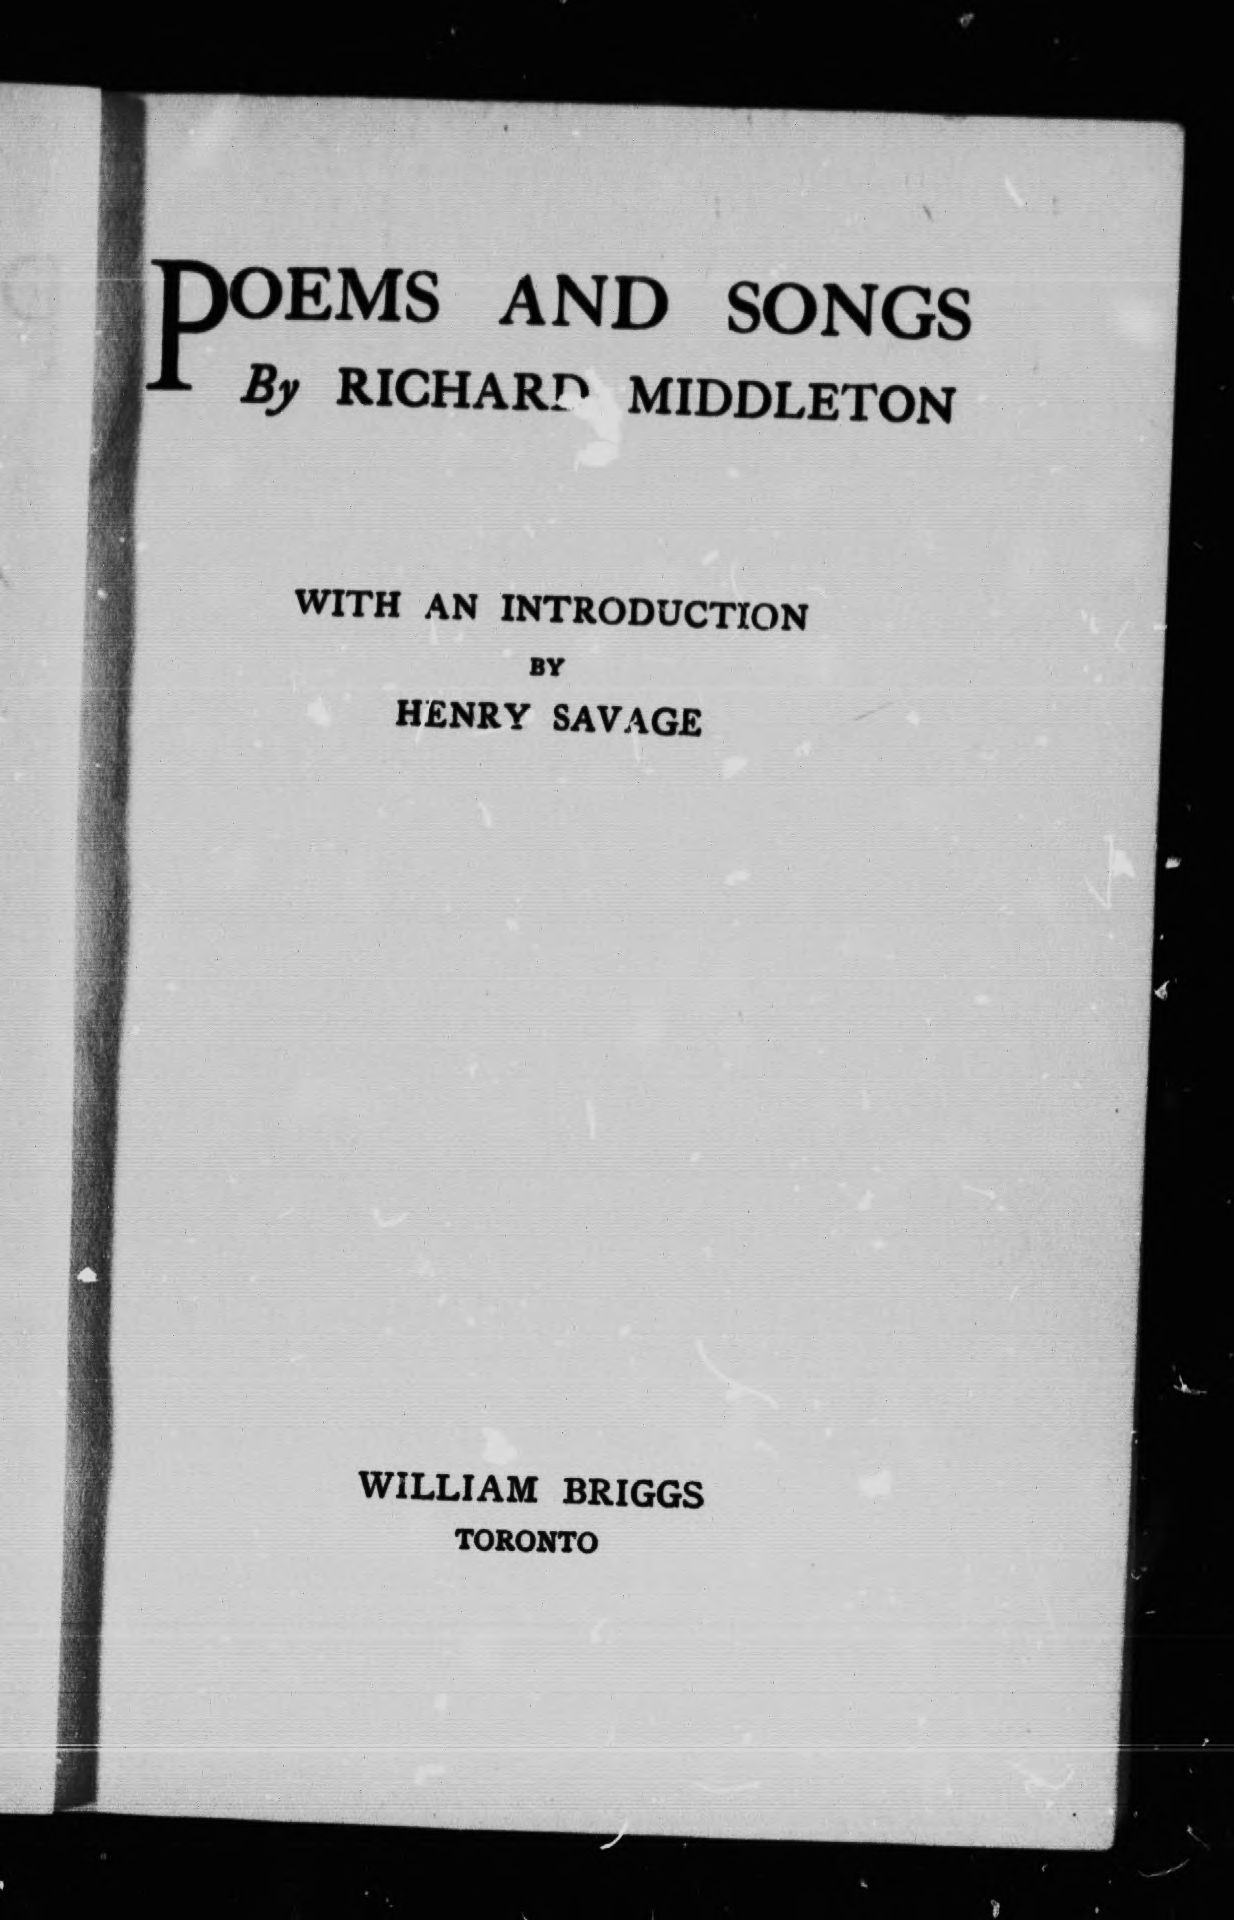 POEMS AND SONGS
By RICHARD MIDDLETON
WITH AN INTRODUCTION
BY
HENRY SAVAGE
WILLIAM BRIGGS
TORONTO